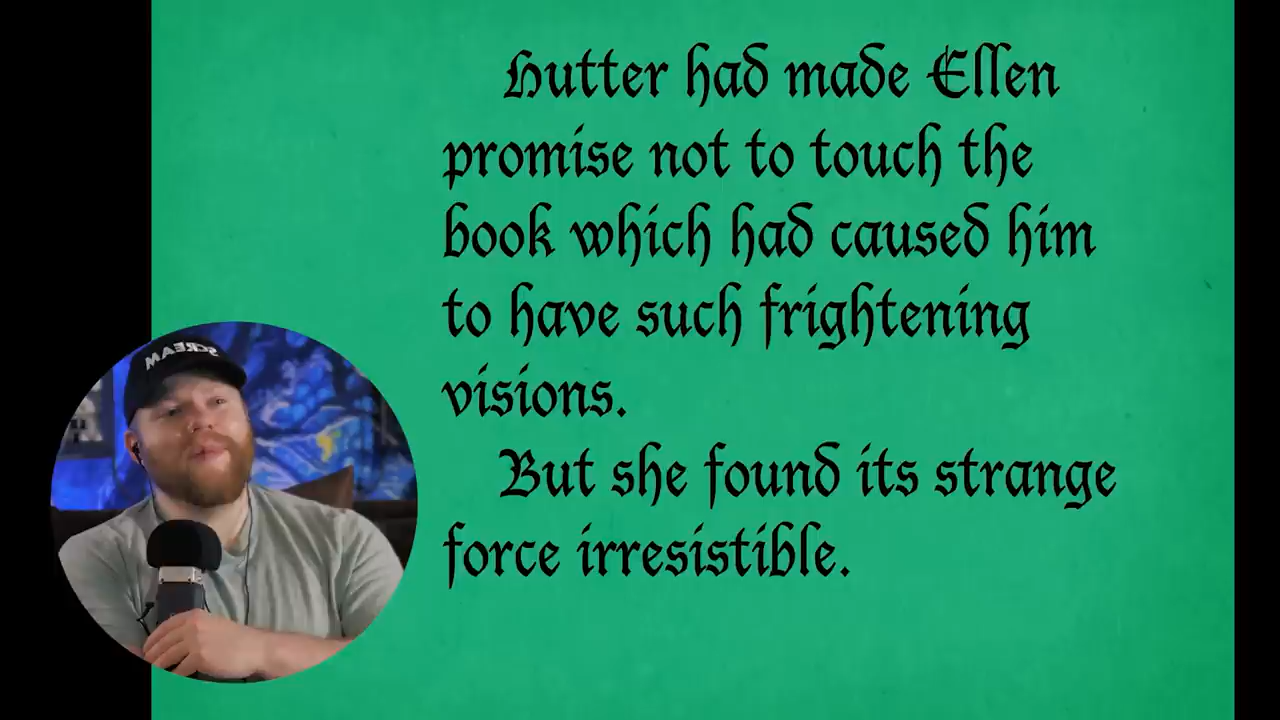 Hutter had made Ellen
promise not to touch the
book which had caused him
to have such frightening
visions.
But she found its strange
force irresistible.
SCREAM